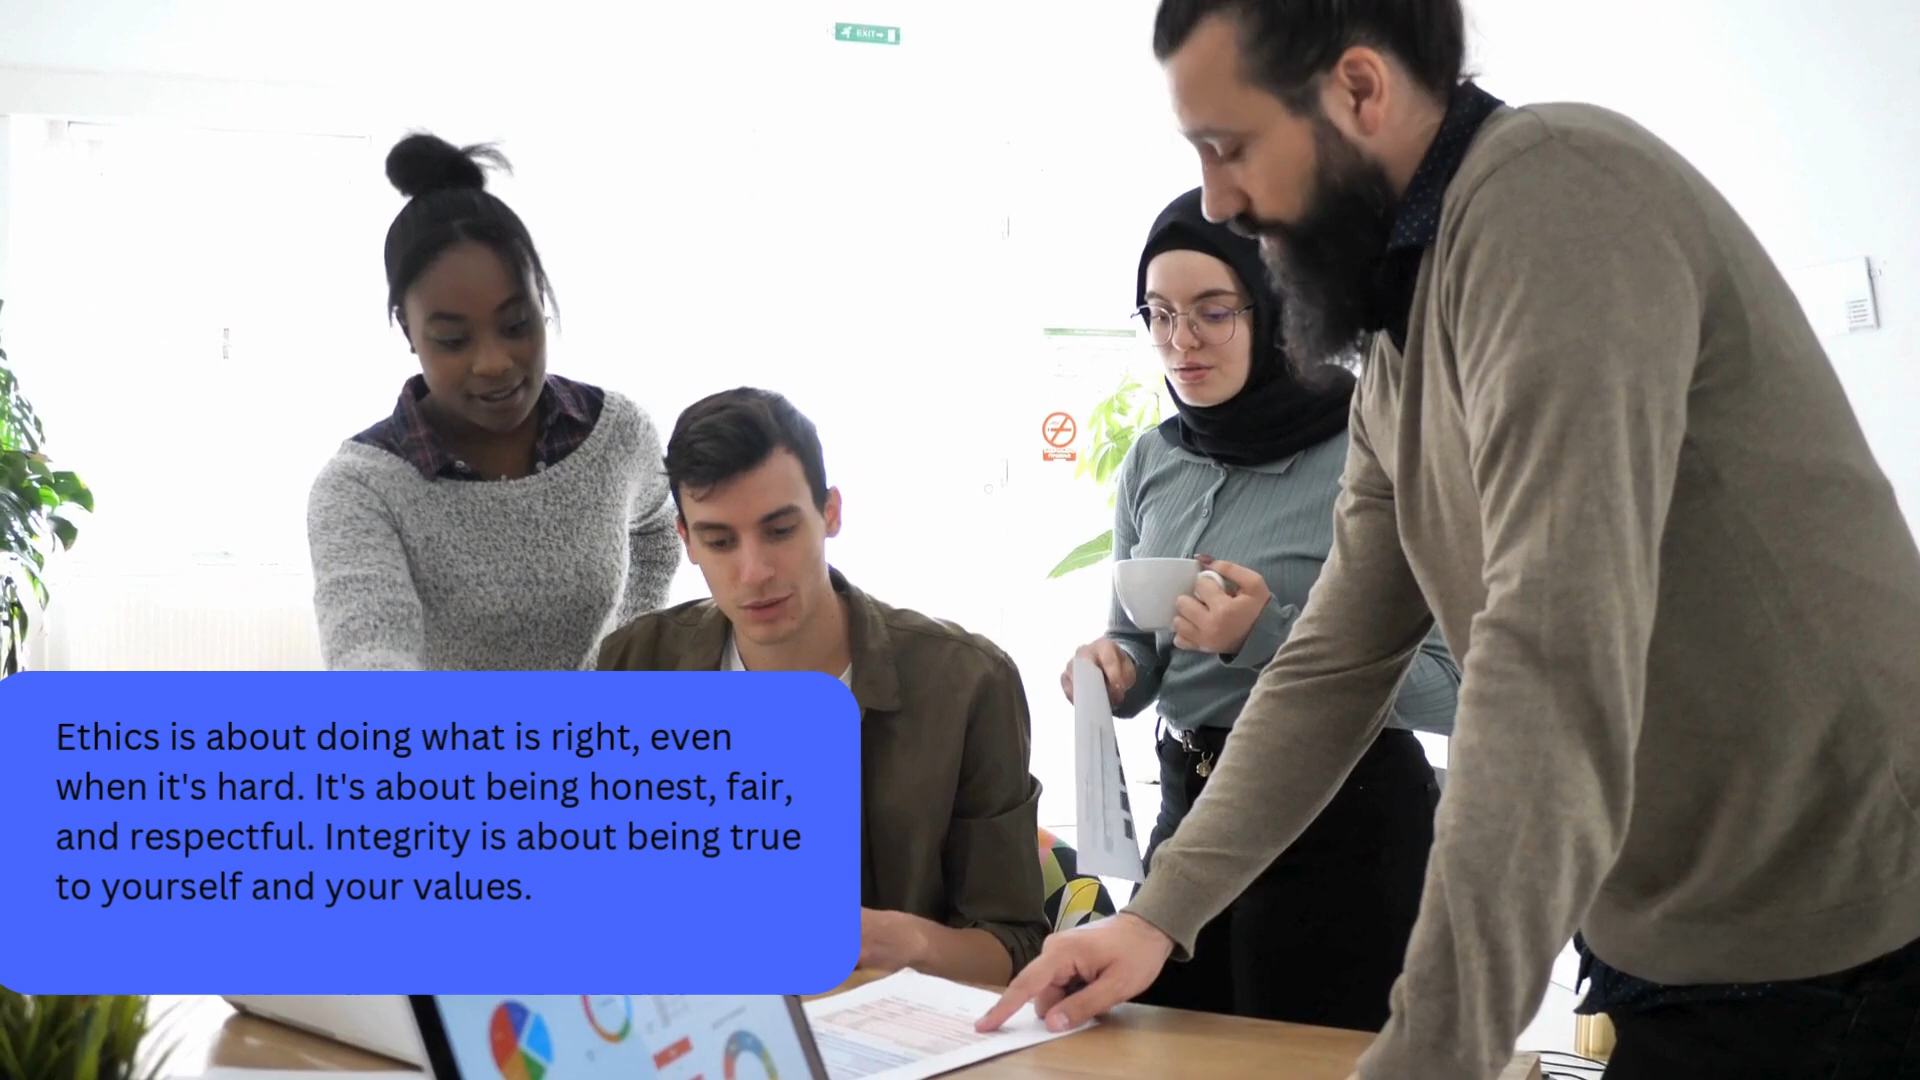 EXIT
Ethics is about doing what is right, even
when it's hard. It's about being honest, fair,
and respectful. Integrity is about being true
to yourself and your values.